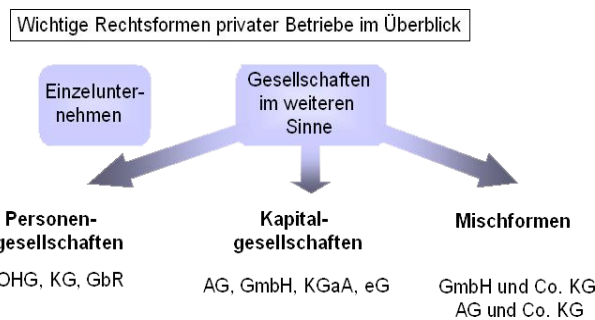 Wichtige Rechtsformen privater Betriebe im Überblick
Einzelunter-
nehmen
Gesellschaften
im weiteren
Sinne
Personen-
gesellschaften
OHG, KG, GbR
Kapital-
gesellschaften
AG, GmbH, KGaA, eG
Mischformen
GmbH und Co. KG
AG und Co. KG